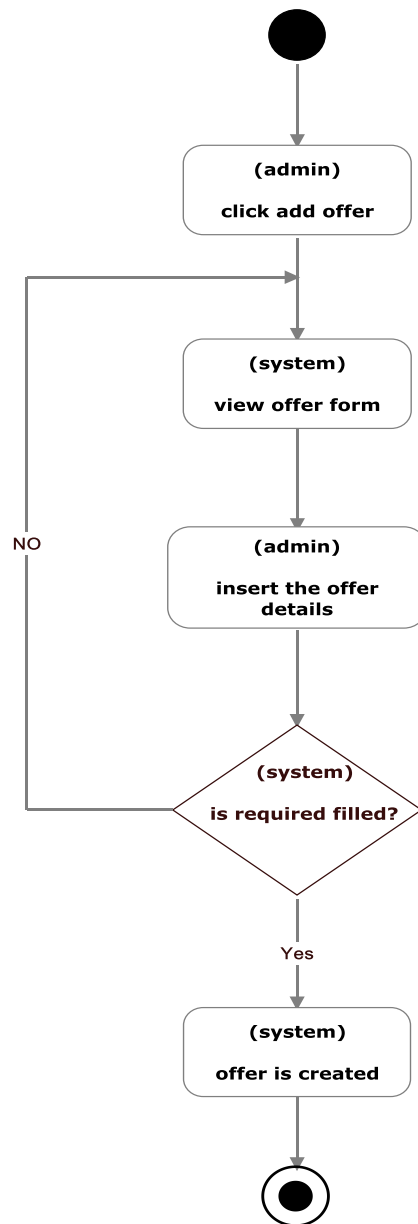 (admin)
click add offer
(system)
view offer form
NO
(admin)
insert the offer
details
(system)
is required filled?
Yes
(system)
offer is created